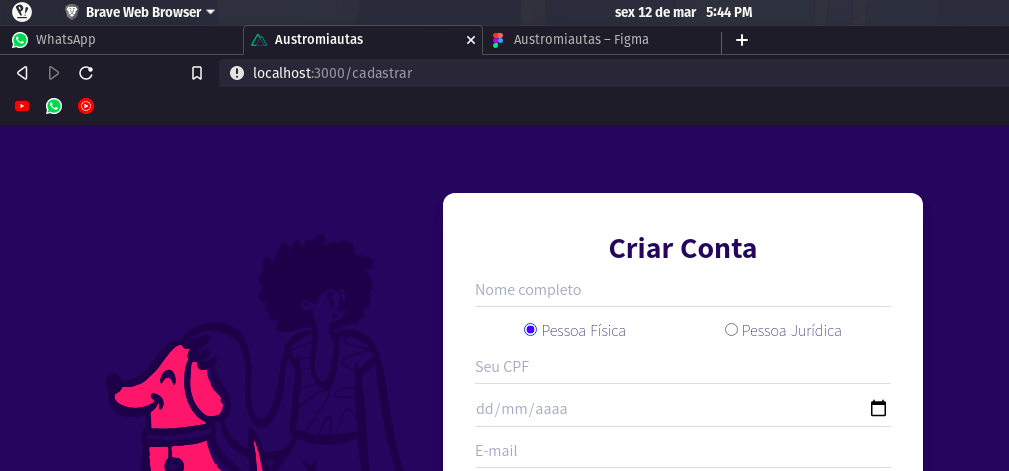 Brave Web Browser sex 12 de mar 5:44 PM
WhatsApp Austromiautas Austromiautas – Figma
localhost:3000/cadastrar
Criar Conta
Nome completo
Pessoa Física Pessoa Jurídica
Seu CPF
dd/mm/aaaa
E-mail